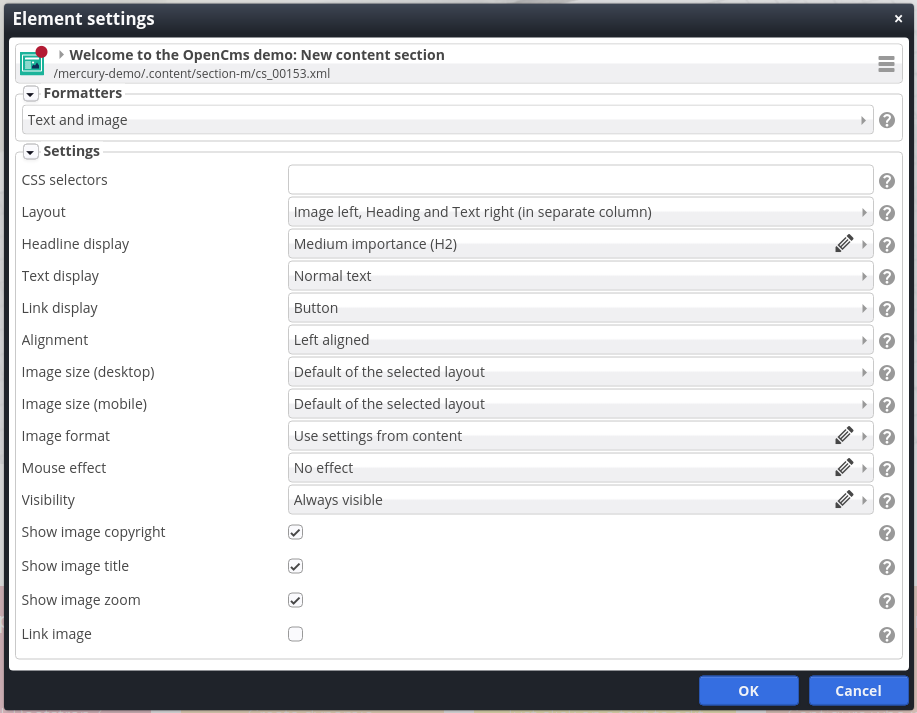 Element settings
Welcome to the OpenCms demo: New content section
/mercury-demo/.content/section-m/cs_00153.xml
Formatters
Text and image
Settings
CSS selectors
Layout Image left, Heading and Text right (in separate column)
Headline display Medium importance (H2)
Text display Normal text
Link display Button
Alignment Left aligned
Image size (desktop) Default of the selected layout
Image size (mobile) Default of the selected layout
Image format Use settings from content
Mouse effect No effect
Visibility Always visible
Show image copyright
Show image title
Show image zoom
Link image
OK Cancel